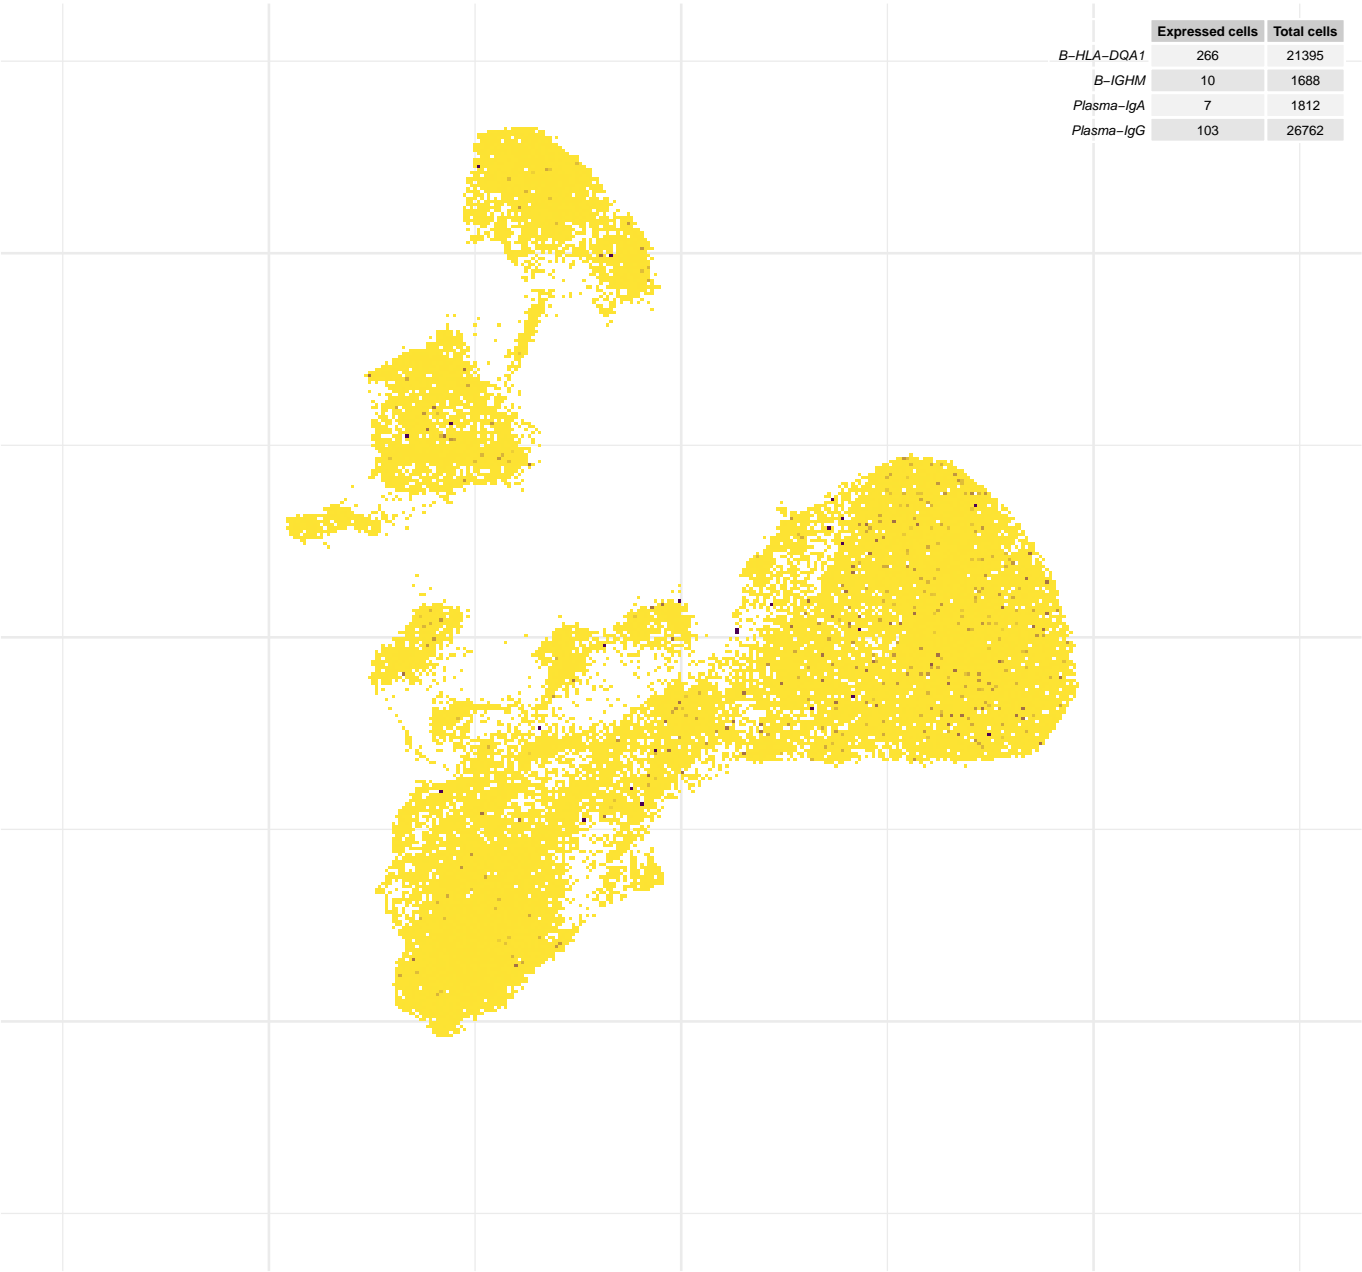 Expressed cells Total cells
B–HLA–DQA1 266 21395
B–IGHM 10 1688
Plasma–IgA 7 1812
Plasma–IgG 103 26762